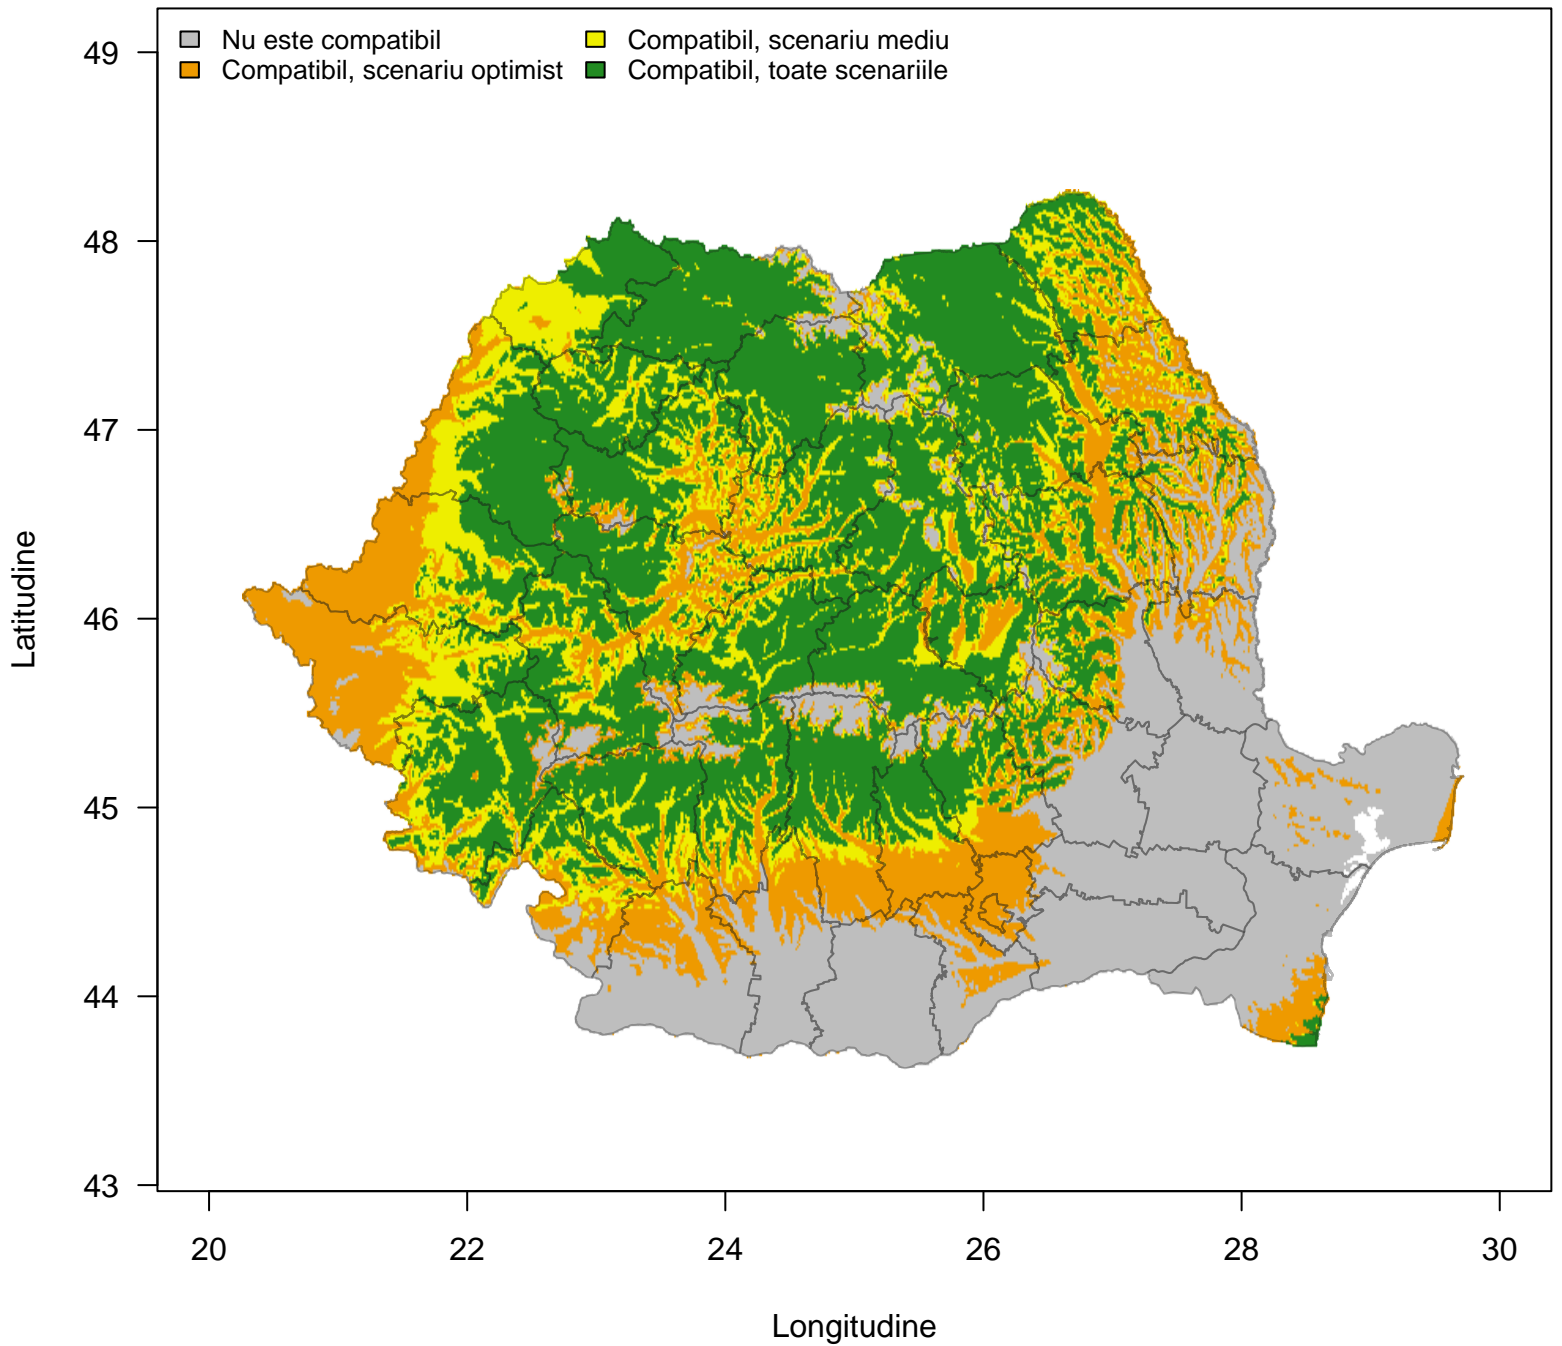 Nu este compatibil
Compatibil, scenariu optimist
Compatibil, scenariu mediu
Compatibil, toate scenariile
49
48
47
46
45
44
43
Latitudine
20 22 24 26 28 30
Longitudine